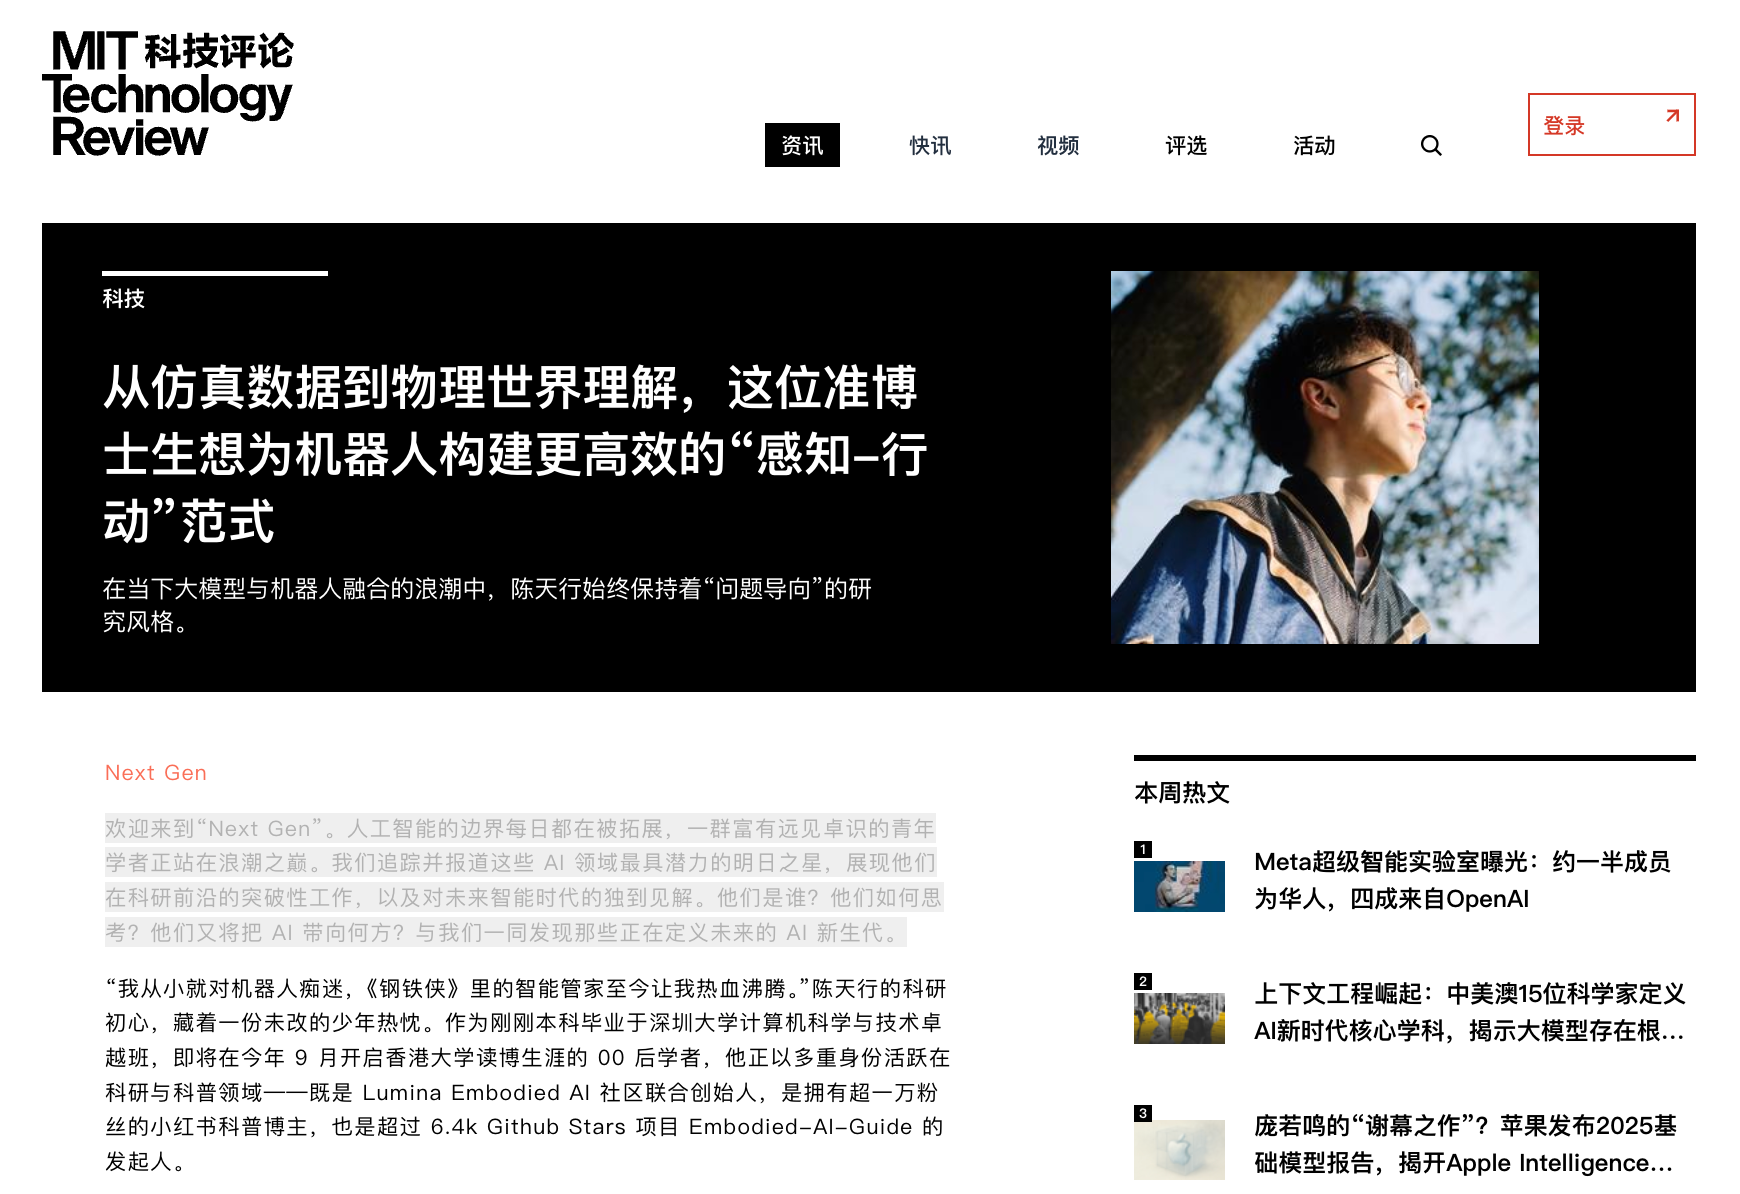 MIT 科技评论
Technology
Review
资讯
快讯
视频
评选
活动
登录
科技
从仿真数据到物理世界理解，这位准博
士生想为机器人构建更高效的“感知-行
动”范式
在当下大模型与机器人融合的浪潮中，陈天行始终保持着“问题导向”的研
究风格。
Next Gen
欢迎来到“Next Gen”。人工智能的边界每日都在被拓展，一群富有远见卓识的青年
学者正站在浪潮之巅。我们追踪并报道这些 AI 领域最具潜力的明日之星，展现他们
在科研前沿的突破性工作，以及对未来智能时代的独到见解。他们是谁？他们如何思
考？他们又将把 AI 带向何方？与我们一同发现那些正在定义未来的 AI 新生代。
“我从小就对机器人痴迷，《钢铁侠》里的智能管家至今让我热血沸腾。”陈天行的科研
初心，藏着一份未改的少年热忱。作为刚刚本科毕业于深圳大学计算机科学与技术卓
越班，即将在今年 9 月开启香港大学读博生涯的 00 后学者，他正以多重身份活跃在
科研与科普领域——既是 Lumina Embodied AI 社区联合创始人，是拥有超一万粉
丝的小红书科普博主，也是超过 6.4k Github Stars 项目 Embodied-AI-Guide 的
发起人。
本周热文
1
Meta超级智能实验室曝光：约一半成员
为华人，四成来自OpenAI
2
上下文工程崛起：中美澳15位科学家定义
AI新时代核心学科，揭示大模型存在根...
3
庞若鸣的“谢幕之作”？苹果发布2025基
础模型报告，揭开Apple Intelligence...